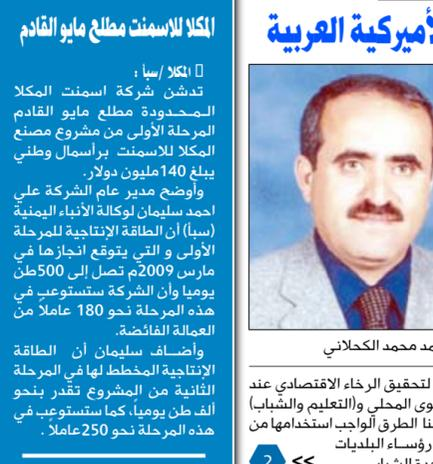 الأميركية العربية
مد محمد الكحلاني
لتحقيق الرخاء الاقتصادي عند
وى المحلي و(التعليم والشباب)
نا الطرق الواجب استخدامها من
رؤساء البلديات
>> 2
المكلا للاسمنت مطلع مايو القادم
المكلا /سبأ :
تدشن شركة اسمنت المكلا
المحدودة مطلع مايو القادم
المرحلة الأولى من مشروع مصنع
المكلا للاسمنت برأسمال وطني
يبلغ 140مليون دولار.
وأوضح مدير عام الشركة علي
احمد سليمان لوكالة الأنباء اليمنية
(سبأ) أن الطاقة الإنتاجية للمرحلة
الأولى و التي يتوقع انجازها في
مارس 2009م تصل إلى 500طن
يوميا وأن الشركة ستستوعب في
هذه المرحلة نحو 180 عاملاً من
العمالة الفائضة.
وأضاف سليمان أن الطاقة
الإنتاجية المخطط لها في المرحلة
الثانية من المشروع تقدر بنحو
ألف طن يومياً، كما ستستوعب في
هذه المرحلة نحو 250عاملاً .